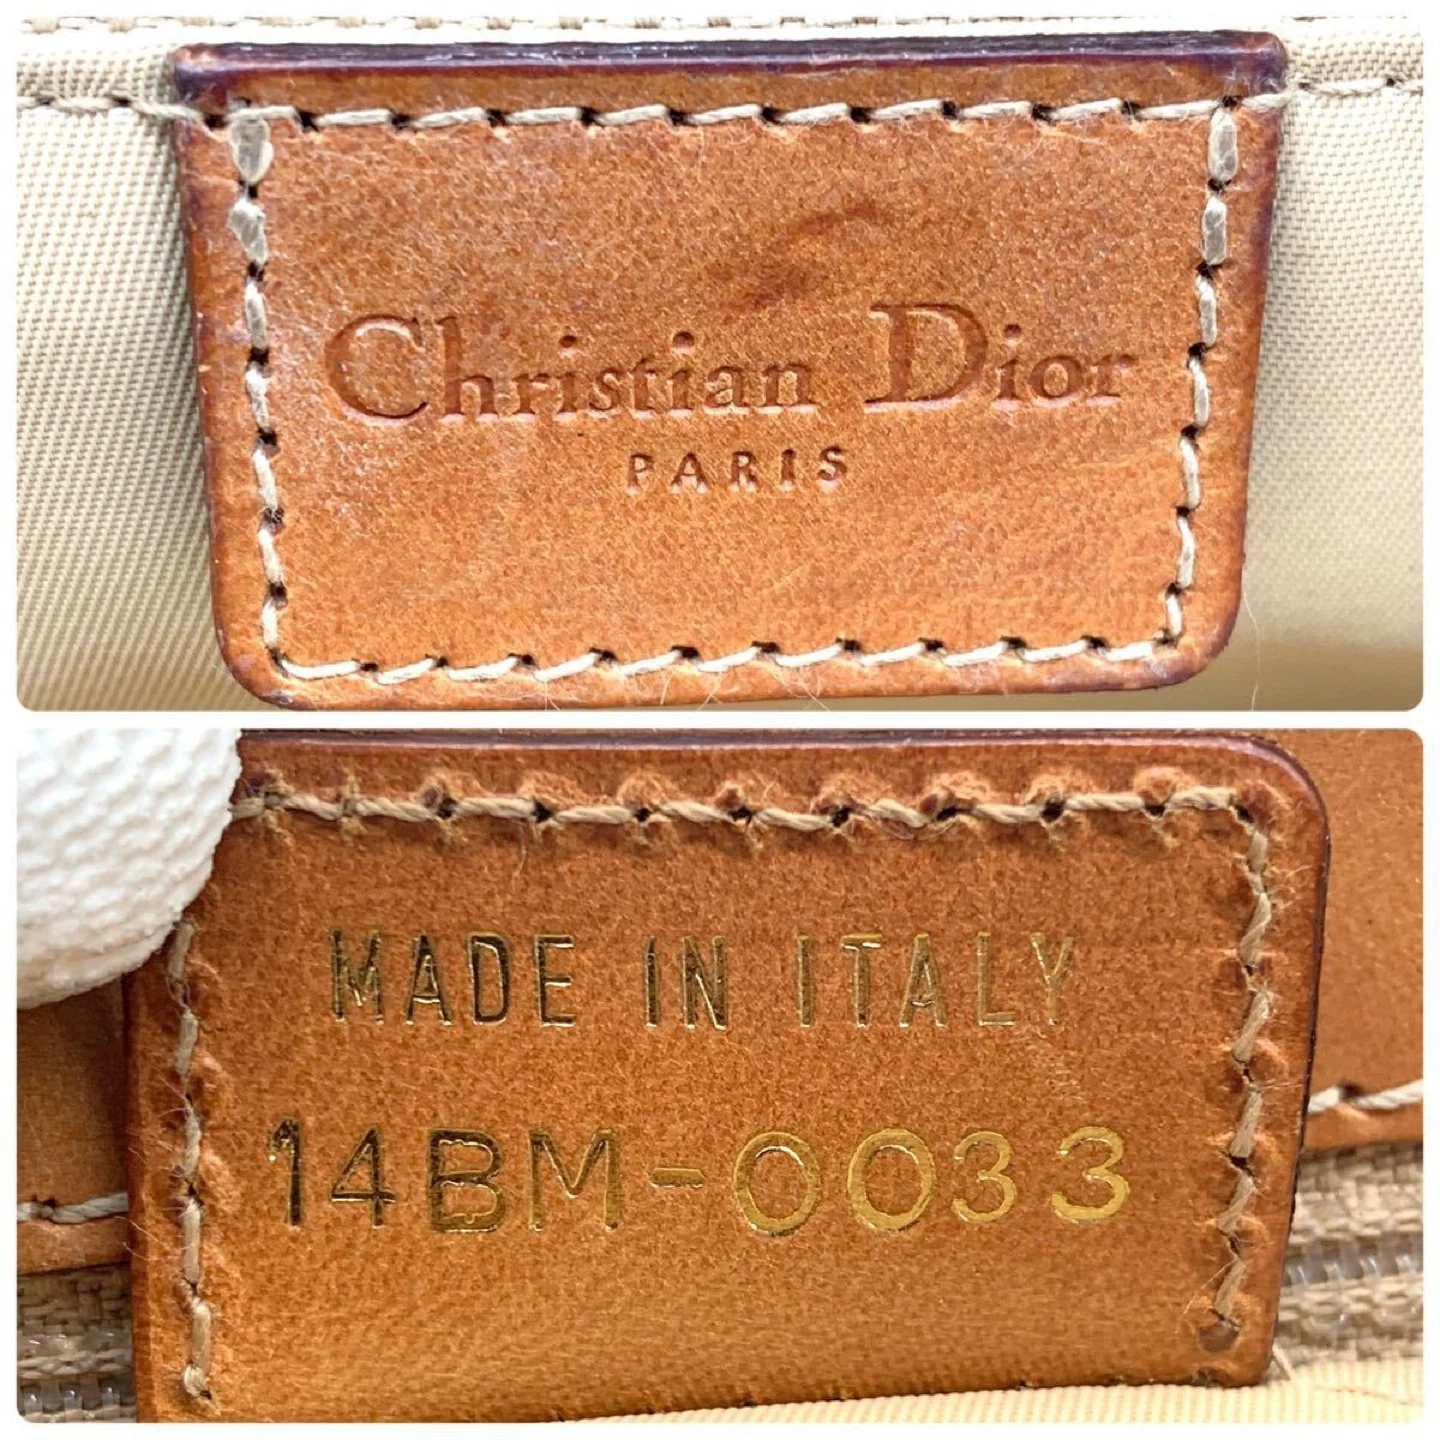 Christian Dior
PARIS
MADE IN ITALY
14BM-0033